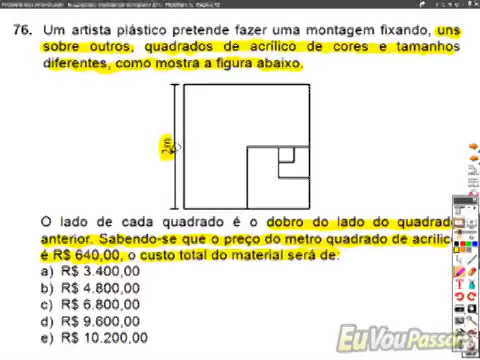 76. Um artista plástico pretende fazer uma montagem fixando, uns
sobre outros, quadrados de acrílico de cores e tamanhos
diferentes, como mostra a figura abaixo.
O lado de cada quadrado é o dobro do lado do quadrado
anterior. Sabendo-se que o preço do metro quadrado de acrílic
é R$ 640,00, o custo total do material será de:
a) R$ 3.400,00
b) R$ 4.800,00
c) R$ 6.800,00
d) R$ 9.600,00
e) R$ 10.200,00
EuVouPassar